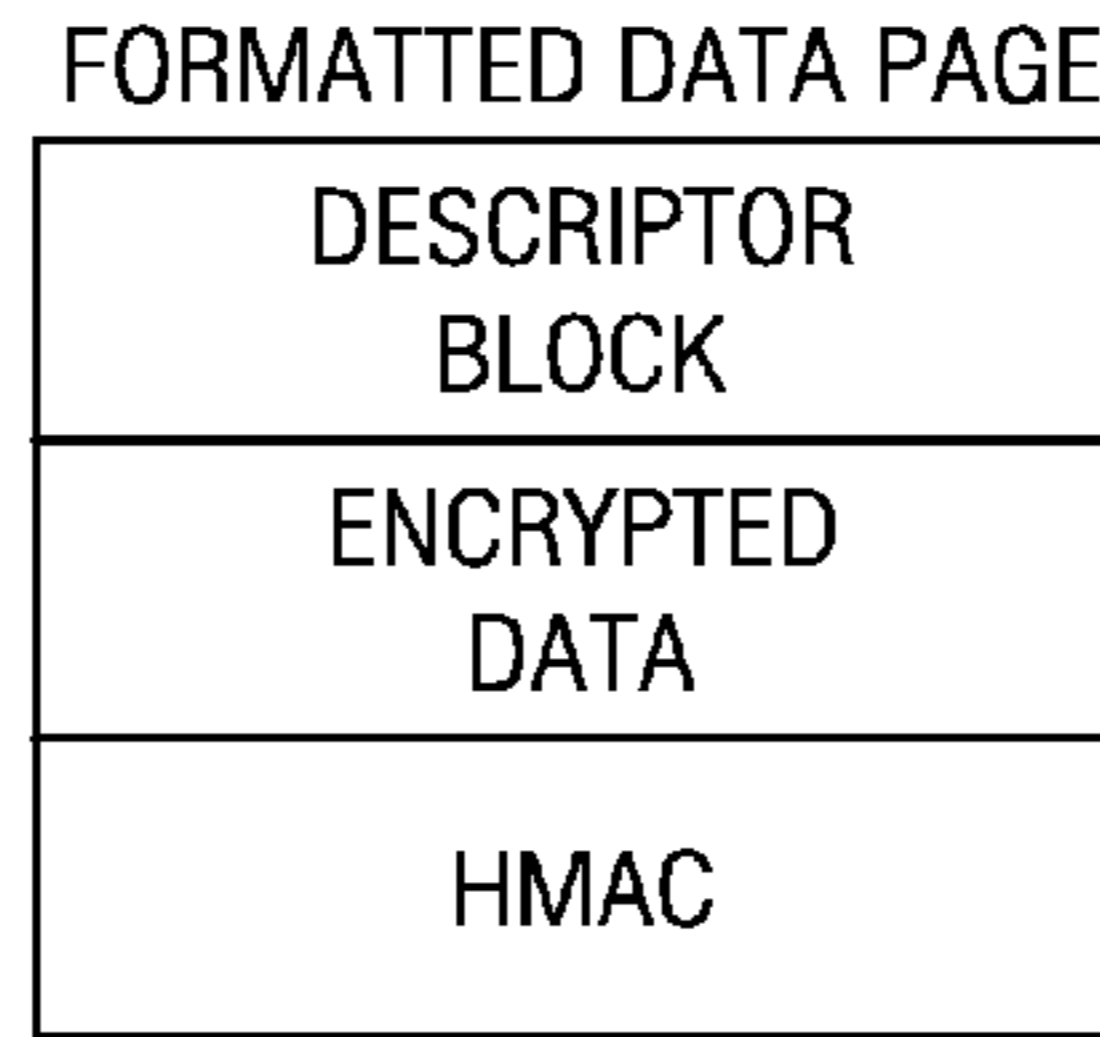 FORMATTED DATA PAGE
DESCRIPTOR
BLOCK
ENCRYPTED
DATA
HMAC